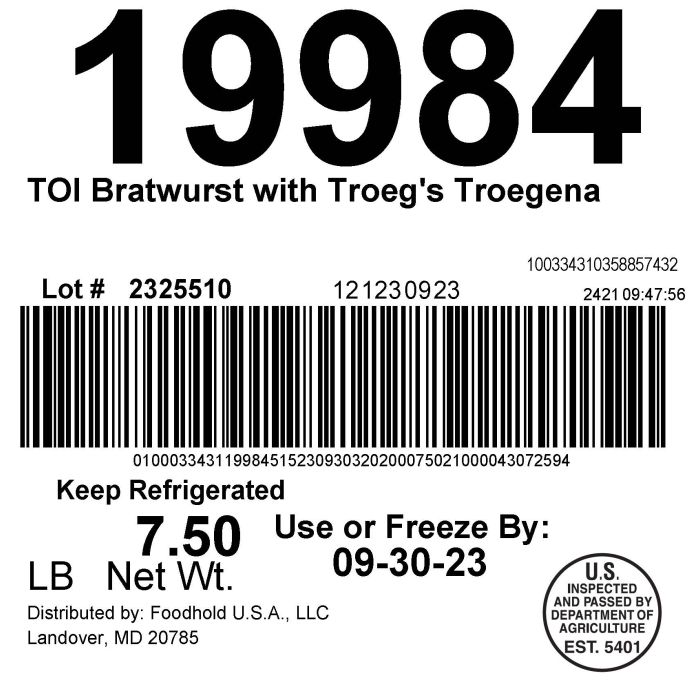 19984
TOI Bratwurst with Troeg's Troegena
100334310358857432
Lot # 2325510 121230923 2421 09:47:56
01000334311998451523093032020007502100004307259​4
Keep Refrigerated
7.50 Use or Freeze By:
LB Net Wt. 09-30-23
Distributed by: Foodhold U.S.A., LLC
Landover, MD 20785
U.S.
INSPECTED
AND PASSED BY
DEPARTMENT OF
AGRICULTURE
EST. 5401